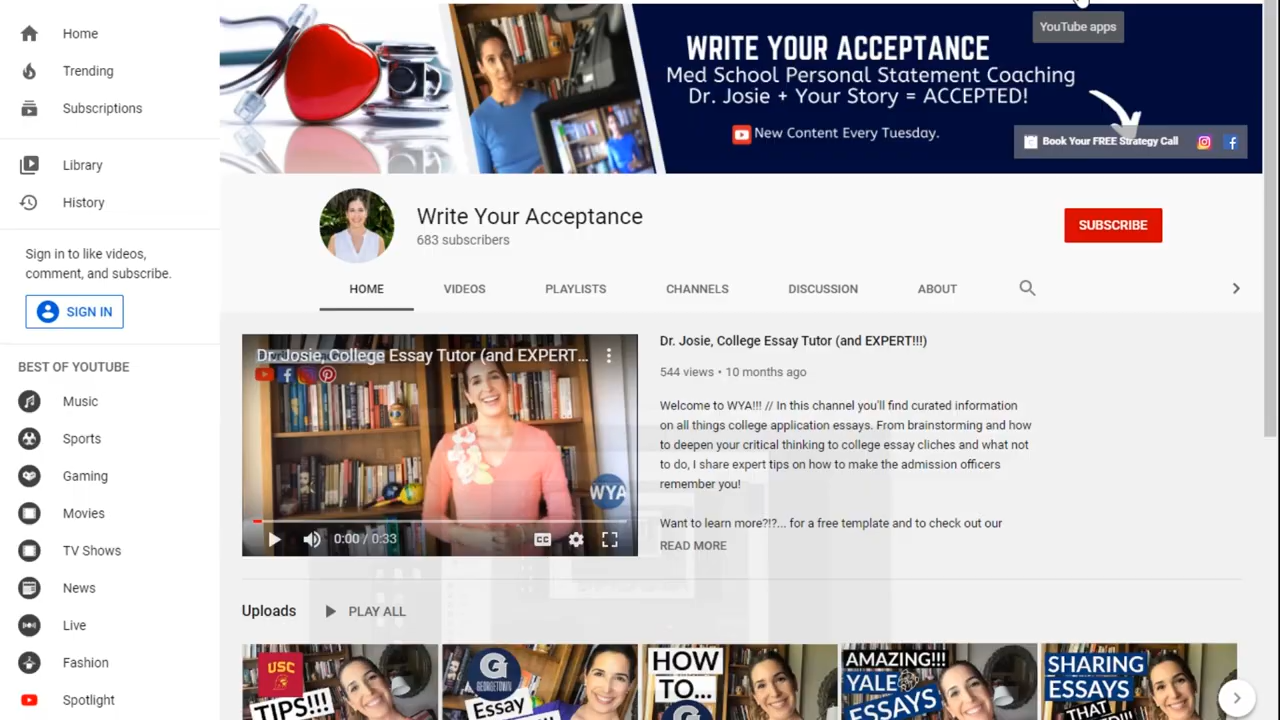 Home
Trending
Subscriptions
Library
History
Sign in to like videos,
comment, and subscribe.
SIGN IN
BEST OF YOUTUBE
Music
Sports
Gaming
Movies
TV Shows
News
Live
Fashion
Spotlight
YouTube apps
WRITE YOUR ACCEPTANCE
Med School Personal Statement Coaching
Dr. Josie + Your Story = ACCEPTED!
New Content Every Tuesday.
Book Your FREE Strategy Call
Write Your Acceptance
683 subscribers
SUBSCRIBE
HOME
VIDEOS
PLAYLISTS
CHANNELS
DISCUSSION
ABOUT
Dr. Josie, College Essay Tutor (and EXPERT...
WYA
0:00 / 0:33
CC
Dr. Josie, College Essay Tutor (and EXPERT!!!)
544 views • 10 months ago
Welcome to WYA!!! // In this channel you'll find curated information
on all things college application essays. From brainstorming and how
to deepen your critical thinking to college essay cliches and what not
to do, I share expert tips on how to make the admission officers
remember you!
Want to learn more?!?... for a free template and to check out our
READ MORE
Uploads
PLAY ALL
USC
TIPS!!!
G
GEORGETOWN
Essay
HOW
TO...
G
AMAZING!!!
YALE
ESSAYS
SHARING
ESSAYS
THAT